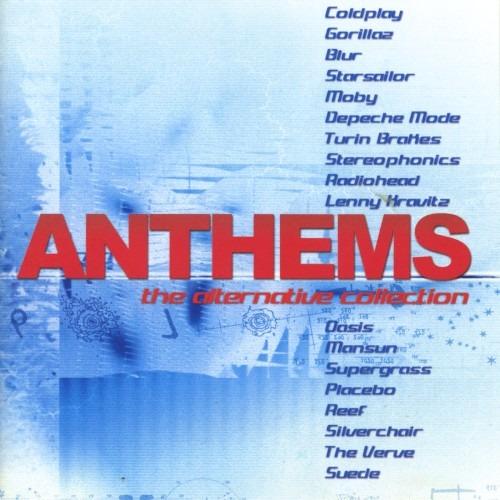 Coldplay
Gorillaz
Blur
Starsailor
Moby
Depeche Mode
Turin Brakes
Stereophonics
Radiohead
Lenny Kravitz
ANTHEMS
the alternative collection
Oasis
Mansun
Supergrass
Placebo
Reef
Silverchair
The Verve
Suede